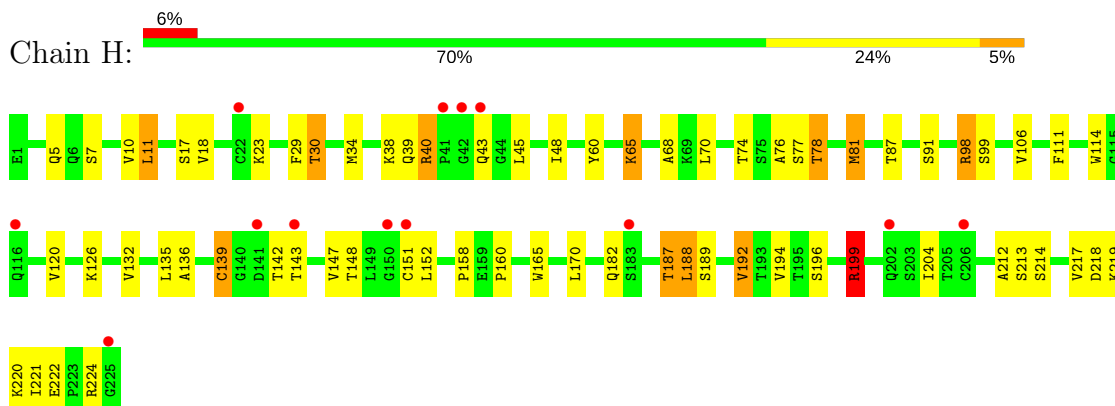 6%
Chain H:
70% 24% 5%
E1 Q5 Q6 S7 V10 L11 S17 V18 C22 K23 F29 T30 M34 K38 Q39 R40 P41 G42 Q43 G44 L45 I48 Y60 K65 A68 K69 L70 T74 S75 A76 S77 T78 M81 T87 S91 R98 S99 V106 F111 W114 G115
Q116 V120 K126 V132 L135 A136 C139 G140 D141 T142 T143 V147 T148 L149 G150 C151 L152 P158 E159 P160 W165 L170 Q182 S183 T187 L188 S189 V192 T193 V194 T195 S196 R199 Q202 S203 I204 T205 C206 A212 S213 S214 V217 D218 K219
K220 I221 E222 P223 R224 G225